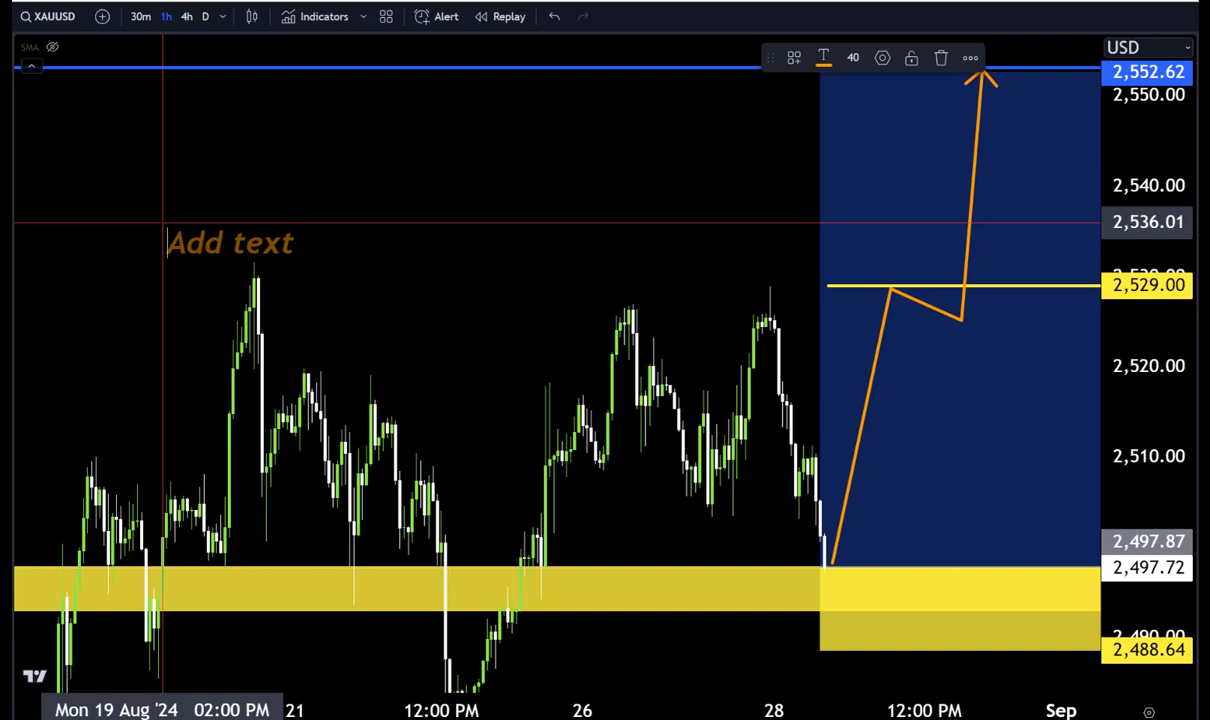 XAUUSD 30m 1h 4h D Indicators Alert Replay
SMA
40
USD
2,552.62
2,550.00
2,540.00
2,536.01
Add text
2,529.00
2,520.00
2,510.00
2,497.87
2,497.72
2,490.00
2,488.64
Mon 19 Aug '24 02:00 PM 21 12:00 PM 26 28 12:00 PM Sep